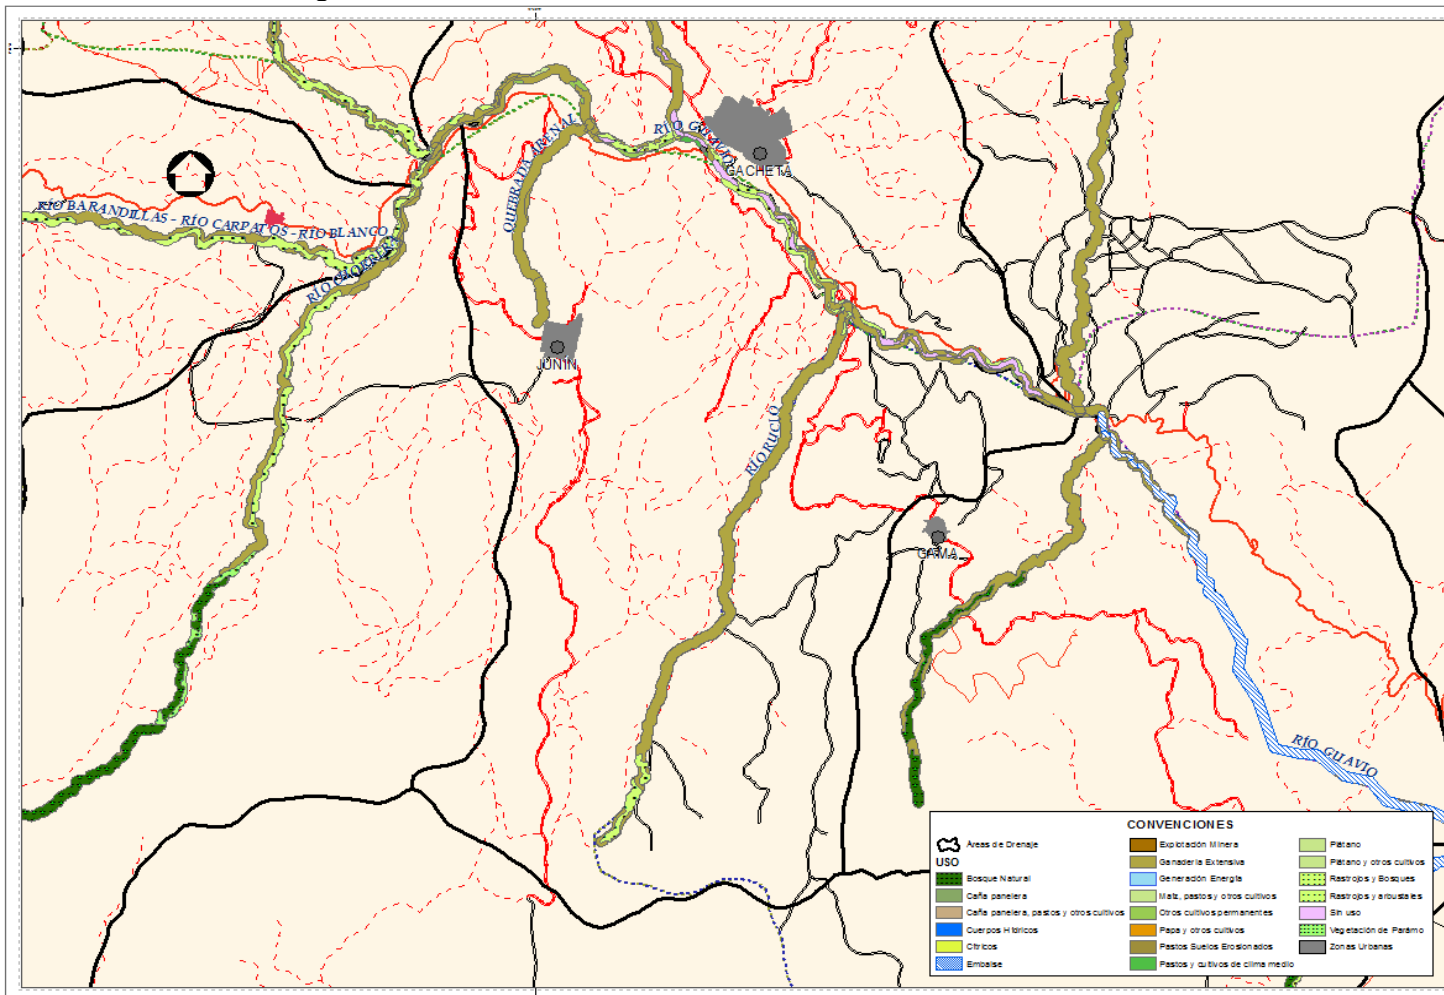 RÍO GUAVIO
GACHETA
QUEBRADA ARENAL
RÍO BARANDILLAS - RÍO CARPATOS - RÍO BLANCO
RÍO CHORRERA
JUNIN
RÍO RUCIO
GAMA
RÍO GUAVIO
CONVENCIONES
Áreas de Drenaje
USO
Bosque Natural
Caña panelera
Caña panelera, pastos y otros cultivos
Cuerpos Hídricos
Cítricos
Embalse
Explotación Minera
Ganadería Extensiva
Generación Energía
Maíz, pastos y otros cultivos
Otros cultivos permanentes
Papa y otros cultivos
Pastos Suelos Erosionados
Pastos y cultivos de clima medio
Plátano
Plátano y otros cultivos
Rastrojos y Bosques
Rastrojos y arbustales
Sin uso
Vegetación de Parámo
Zonas Urbanas